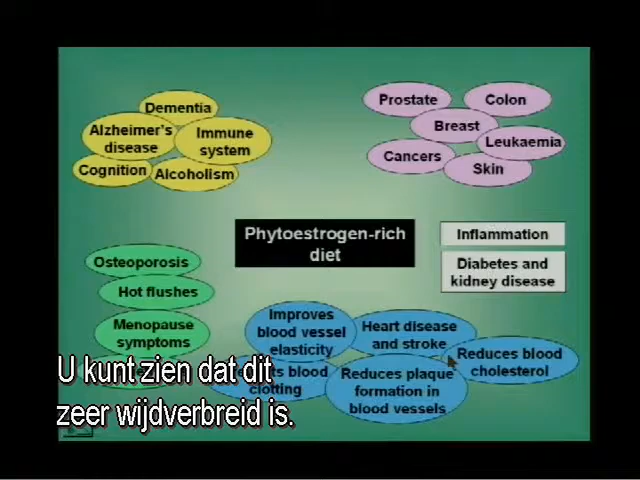 Dementia
Alzheimer's
disease
Immune
system
Cognition
Alcoholism
Prostate
Colon
Breast
Leukaemia
Cancers
Skin
Phytoestrogen-rich
diet
Inflammation
Diabetes and
kidney disease
Osteoporosis
Hot flushes
Menopause
symptoms
Improves
blood vessel
elasticity
Heart disease
and stroke
Reduces blood
cholesterol
blood
clotting
Reduces plaque
formation in
blood vessels
U kunt zien dat dit
zeer wijdverbreid is.